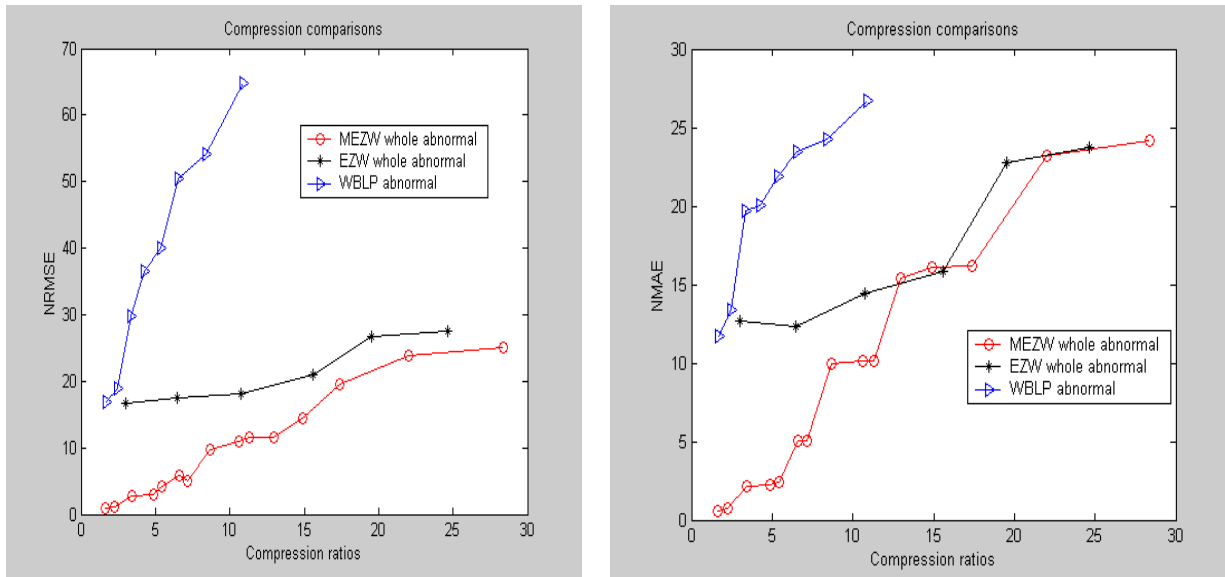 Compression comparisons
70
60
50
40
30
20
10
0
NRMSE
MEZW whole abnormal
EZW whole abnormal
WBLP abnormal
0 5 10 15 20 25 30
Compression ratios
Compression comparisons
30
25
20
15
10
5
0
NMAE
MEZW whole abnormal
EZW whole abnormal
WBLP abnormal
0 5 10 15 20 25 30
Compression ratios